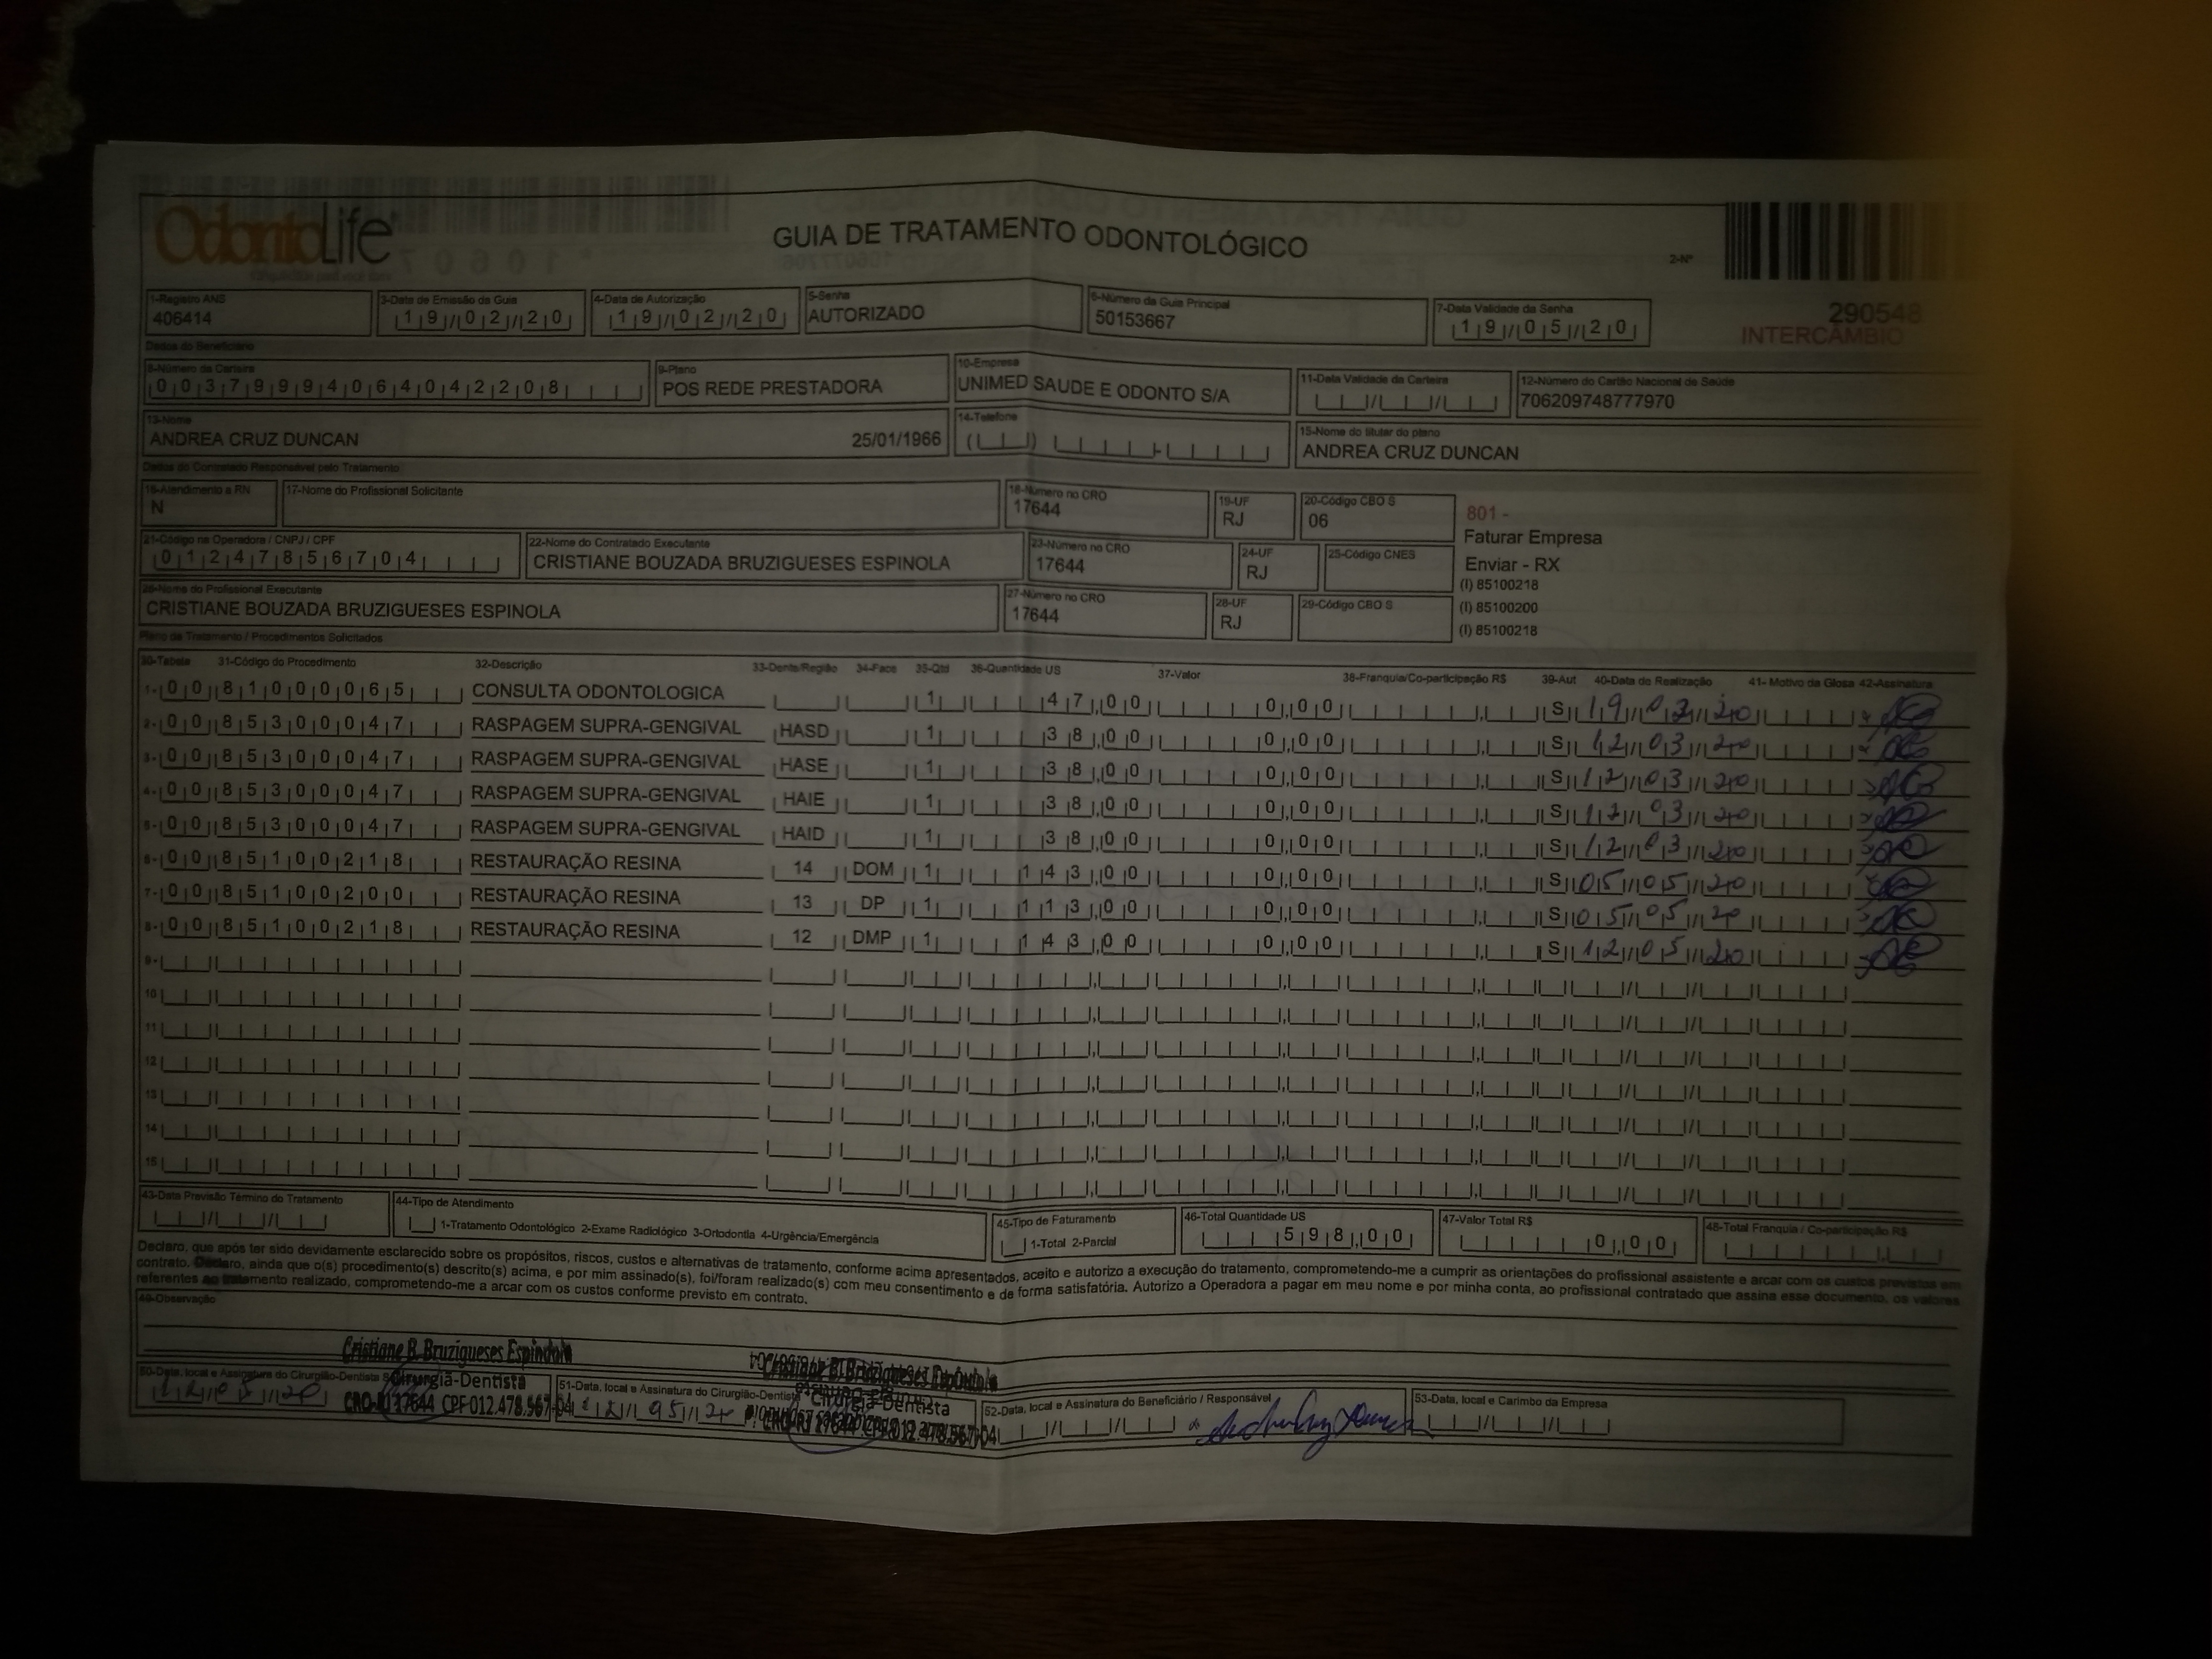 OdontoLife
GUIA DE TRATAMENTO ODONTOLÓGICO
2-Nº
1-Registro ANS
406414
3-Data de Emissão da Guia
19/02/20
4-Data de Autorização
19/02/20
5-Senha
AUTORIZADO
6-Número da Guia Principal
50153667
7-Data Validade da Senha
19/05/20
290548
INTERCÂMBIO
Dados do Beneficiário
8-Número da Carteira
00379994064042208
9-Plano
POS REDE PRESTADORA
10-Empresa
UNIMED SAUDE E ODONTO S/A
11-Data Validade da Carteira
12-Número do Cartão Nacional de Saúde
706209748777970
13-Nome
ANDREA CRUZ DUNCAN 25/01/1966
14-Telefone
15-Nome do titular do plano
ANDREA CRUZ DUNCAN
Dados do Contratado Responsável pelo Tratamento
16-Atendimento a RN
N
17-Nome do Profissional Solicitante
18-Número no CRO
17644
19-UF
RJ
20-Código CBO S
06
801 -
Faturar Empresa
Enviar - RX
(I) 85100218
(I) 85100200
(I) 85100218
21-Código na Operadora / CNPJ / CPF
01247856704
22-Nome do Contratado Executante
CRISTIANE BOUZADA BRUZIGUESES ESPINOLA
23-Número no CRO
17644
24-UF
RJ
25-Código CNES
26-Nome do Profissional Executante
CRISTIANE BOUZADA BRUZIGUESES ESPINOLA
27-Número no CRO
17644
28-UF
RJ
29-Código CBO S
Plano de Tratamento / Procedimentos Solicitados
30-Tabela 31-Código do Procedimento 32-Descrição 33-Dente/Região 34-Face 35-Qtd 36-Quantidade US 37-Valor 38-Franquia/Co-participação R$ 39-Aut 40-Data de Realização 41- Motivo da Glosa 42-Assinatura
1- 00 81000065 CONSULTA ODONTOLOGICA 1 47,00 0,00 S 19/03/20
2- 00 85300047 RASPAGEM SUPRA-GENGIVAL HASD 1 38,00 0,00 S 12/03/20
3- 00 85300047 RASPAGEM SUPRA-GENGIVAL HASE 1 38,00 0,00 S 12/03/20
4- 00 85300047 RASPAGEM SUPRA-GENGIVAL HAIE 1 38,00 0,00 S 12/03/20
5- 00 85300047 RASPAGEM SUPRA-GENGIVAL HAID 1 38,00 0,00 S 12/03/20
6- 00 85100218 RESTAURAÇÃO RESINA 14 DOM 1 143,00 0,00 S 05/05/20
7- 00 85100200 RESTAURAÇÃO RESINA 13 DP 1 113,00 0,00 S 05/05/20
8- 00 85100218 RESTAURAÇÃO RESINA 12 DMP 1 143,00 0,00 S 12/05/20
9-
10
11
12
13
14
15
43-Data Previsão Término do Tratamento
44-Tipo de Atendimento
1-Tratamento Odontológico 2-Exame Radiológico 3-Ortodontia 4-Urgência/Emergência
45-Tipo de Faturamento
1-Total 2-Parcial
46-Total Quantidade US
598,00
47-Valor Total R$
0,00
48-Total Franquia / Co-participação R$
Declaro, que após ter sido devidamente esclarecido sobre os propósitos, riscos, custos e alternativas de tratamento, conforme acima apresentados, aceito e autorizo a execução do tratamento, comprometendo-me a cumprir as orientações do profissional assistente e arcar com os custos previstos em
contrato. Declaro, ainda que o(s) procedimento(s) descrito(s) acima, e por mim assinado(s), foi/foram realizado(s) com meu consentimento e de forma satisfatória. Autorizo a Operadora a pagar em meu nome e por minha conta, ao profissional contratado que assina esse documento, os valores
referentes ao tratamento realizado, comprometendo-me a arcar com os custos conforme previsto em contrato.
49-Observação
50-Data, local e Assinatura do Cirurgião-Dentista
12/05/20
Cristiane B. Bruzigueses Espindola
Cirurgiã-Dentista
CRO-RJ 17644 CPF 012.478.567-04
51-Data, local e Assinatura do Cirurgião-Dentista
Cirurgiã-Dentista
52-Data, local e Assinatura do Beneficiário / Responsável
53-Data, local e Carimbo da Empresa